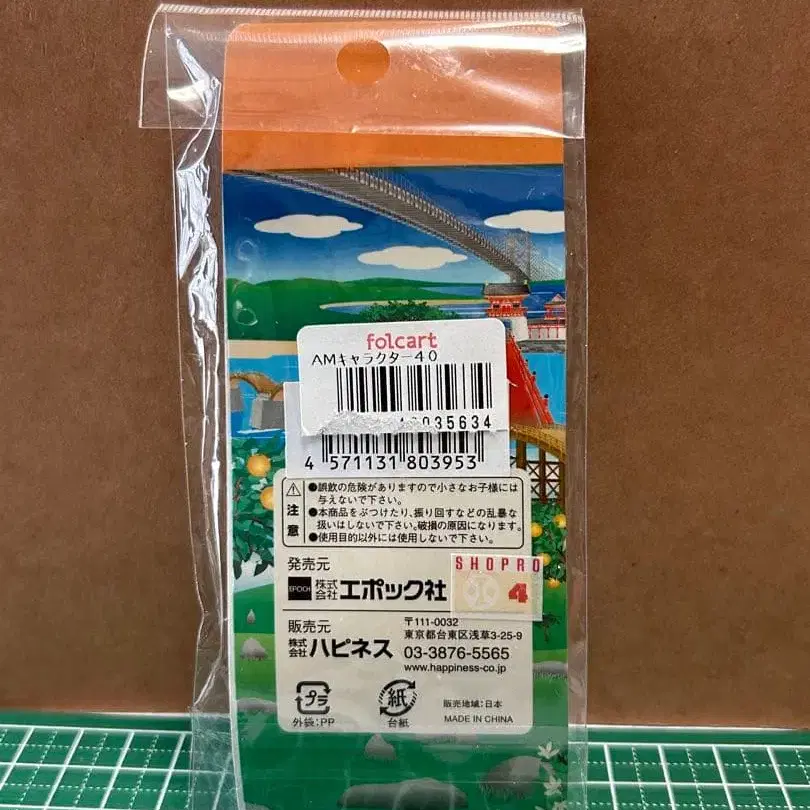 folcart
AMキャラクター40
035634
4 571131 803953
注意
●誤飲の危険がありますので小さなお子様には
与えないで下さい。
●本商品をぶつけたり、振り回すなどの乱暴な
扱いはしないで下さい。破損の原因になります。
●使用目的以外には使用しないで下さい。
発売元
EPOCH 株式会社 エポック社
SHOPRO
4
販売元
株式会社 ハピネス
〒111-0032
東京都台東区浅草3-25-9
03-3876-5565
www.happiness-co.jp
プラ
外袋:PP
紙
台紙
販売地域:日本
MADE IN CHINA